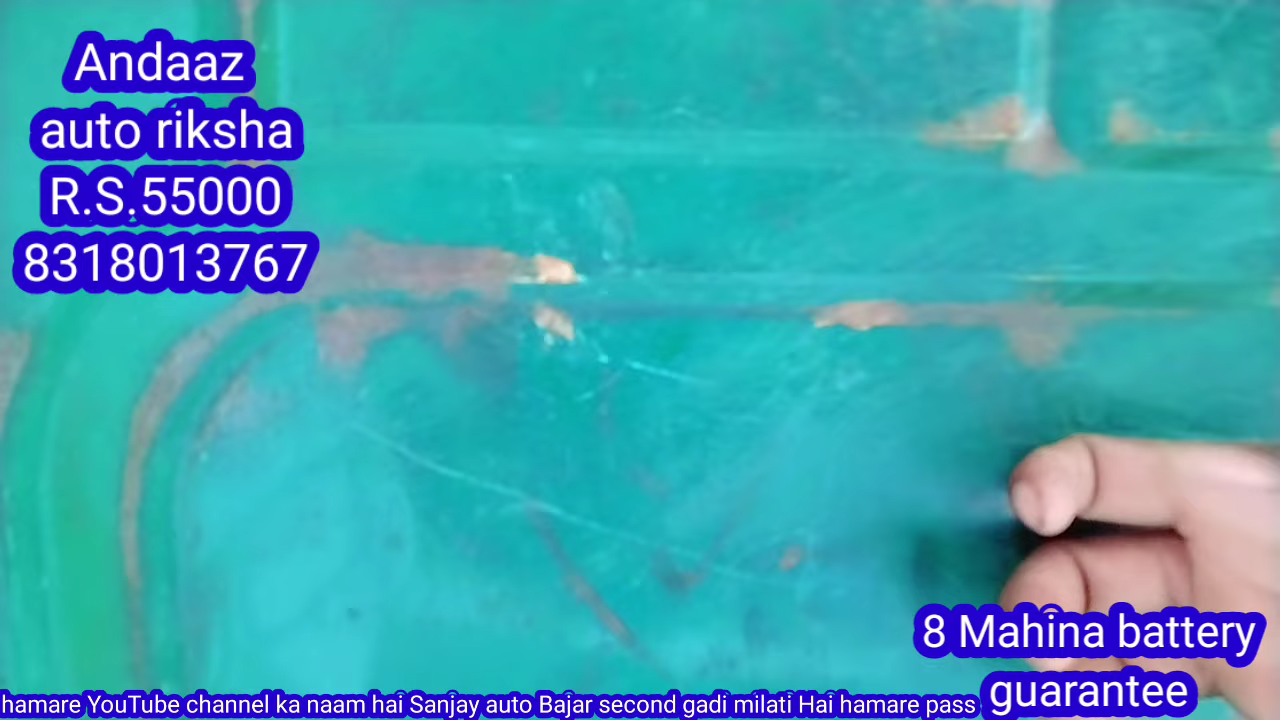 Andaaz
auto riksha
R.S.55000
8318013767
8 Mahina battery
guarantee
hamare YouTube channel ka naam hai Sanjay auto Bajar second gadi milati Hai hamare pass